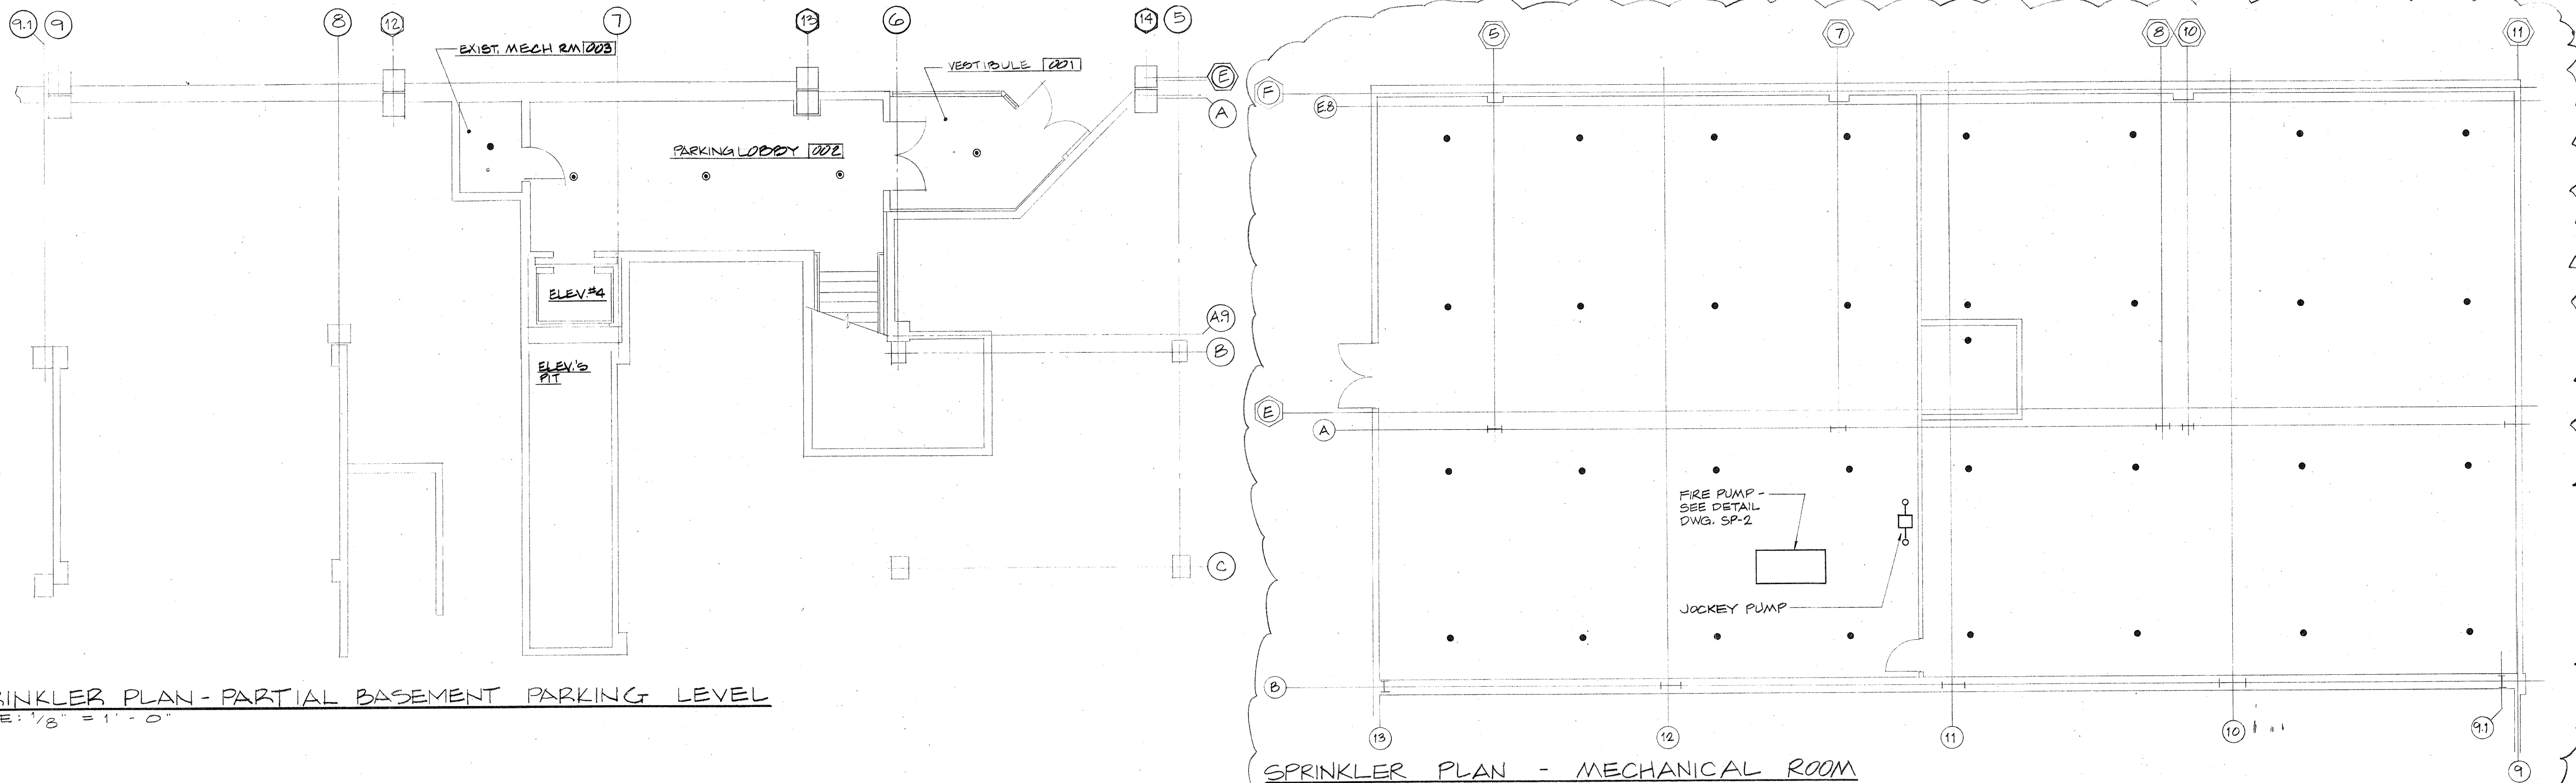 9.1
9
8
12
7
13
6
14
5
EXIST. MECH RM 003
VESTIBULE 001
PARKING LOBBY 002
E
A
ELEV. #4
ELEV.'S
PIT
A.9
B
C
RINKLER PLAN - PARTIAL BASEMENT PARKING LEVEL
E: 1/8" = 1' - 0"
5
7
8
10
11
F
E.8
E
A
FIRE PUMP -
SEE DETAIL
DWG. SP-2
JOCKEY PUMP
B
13
12
11
10
9.1
9
SPRINKLER PLAN - MECHANICAL ROOM